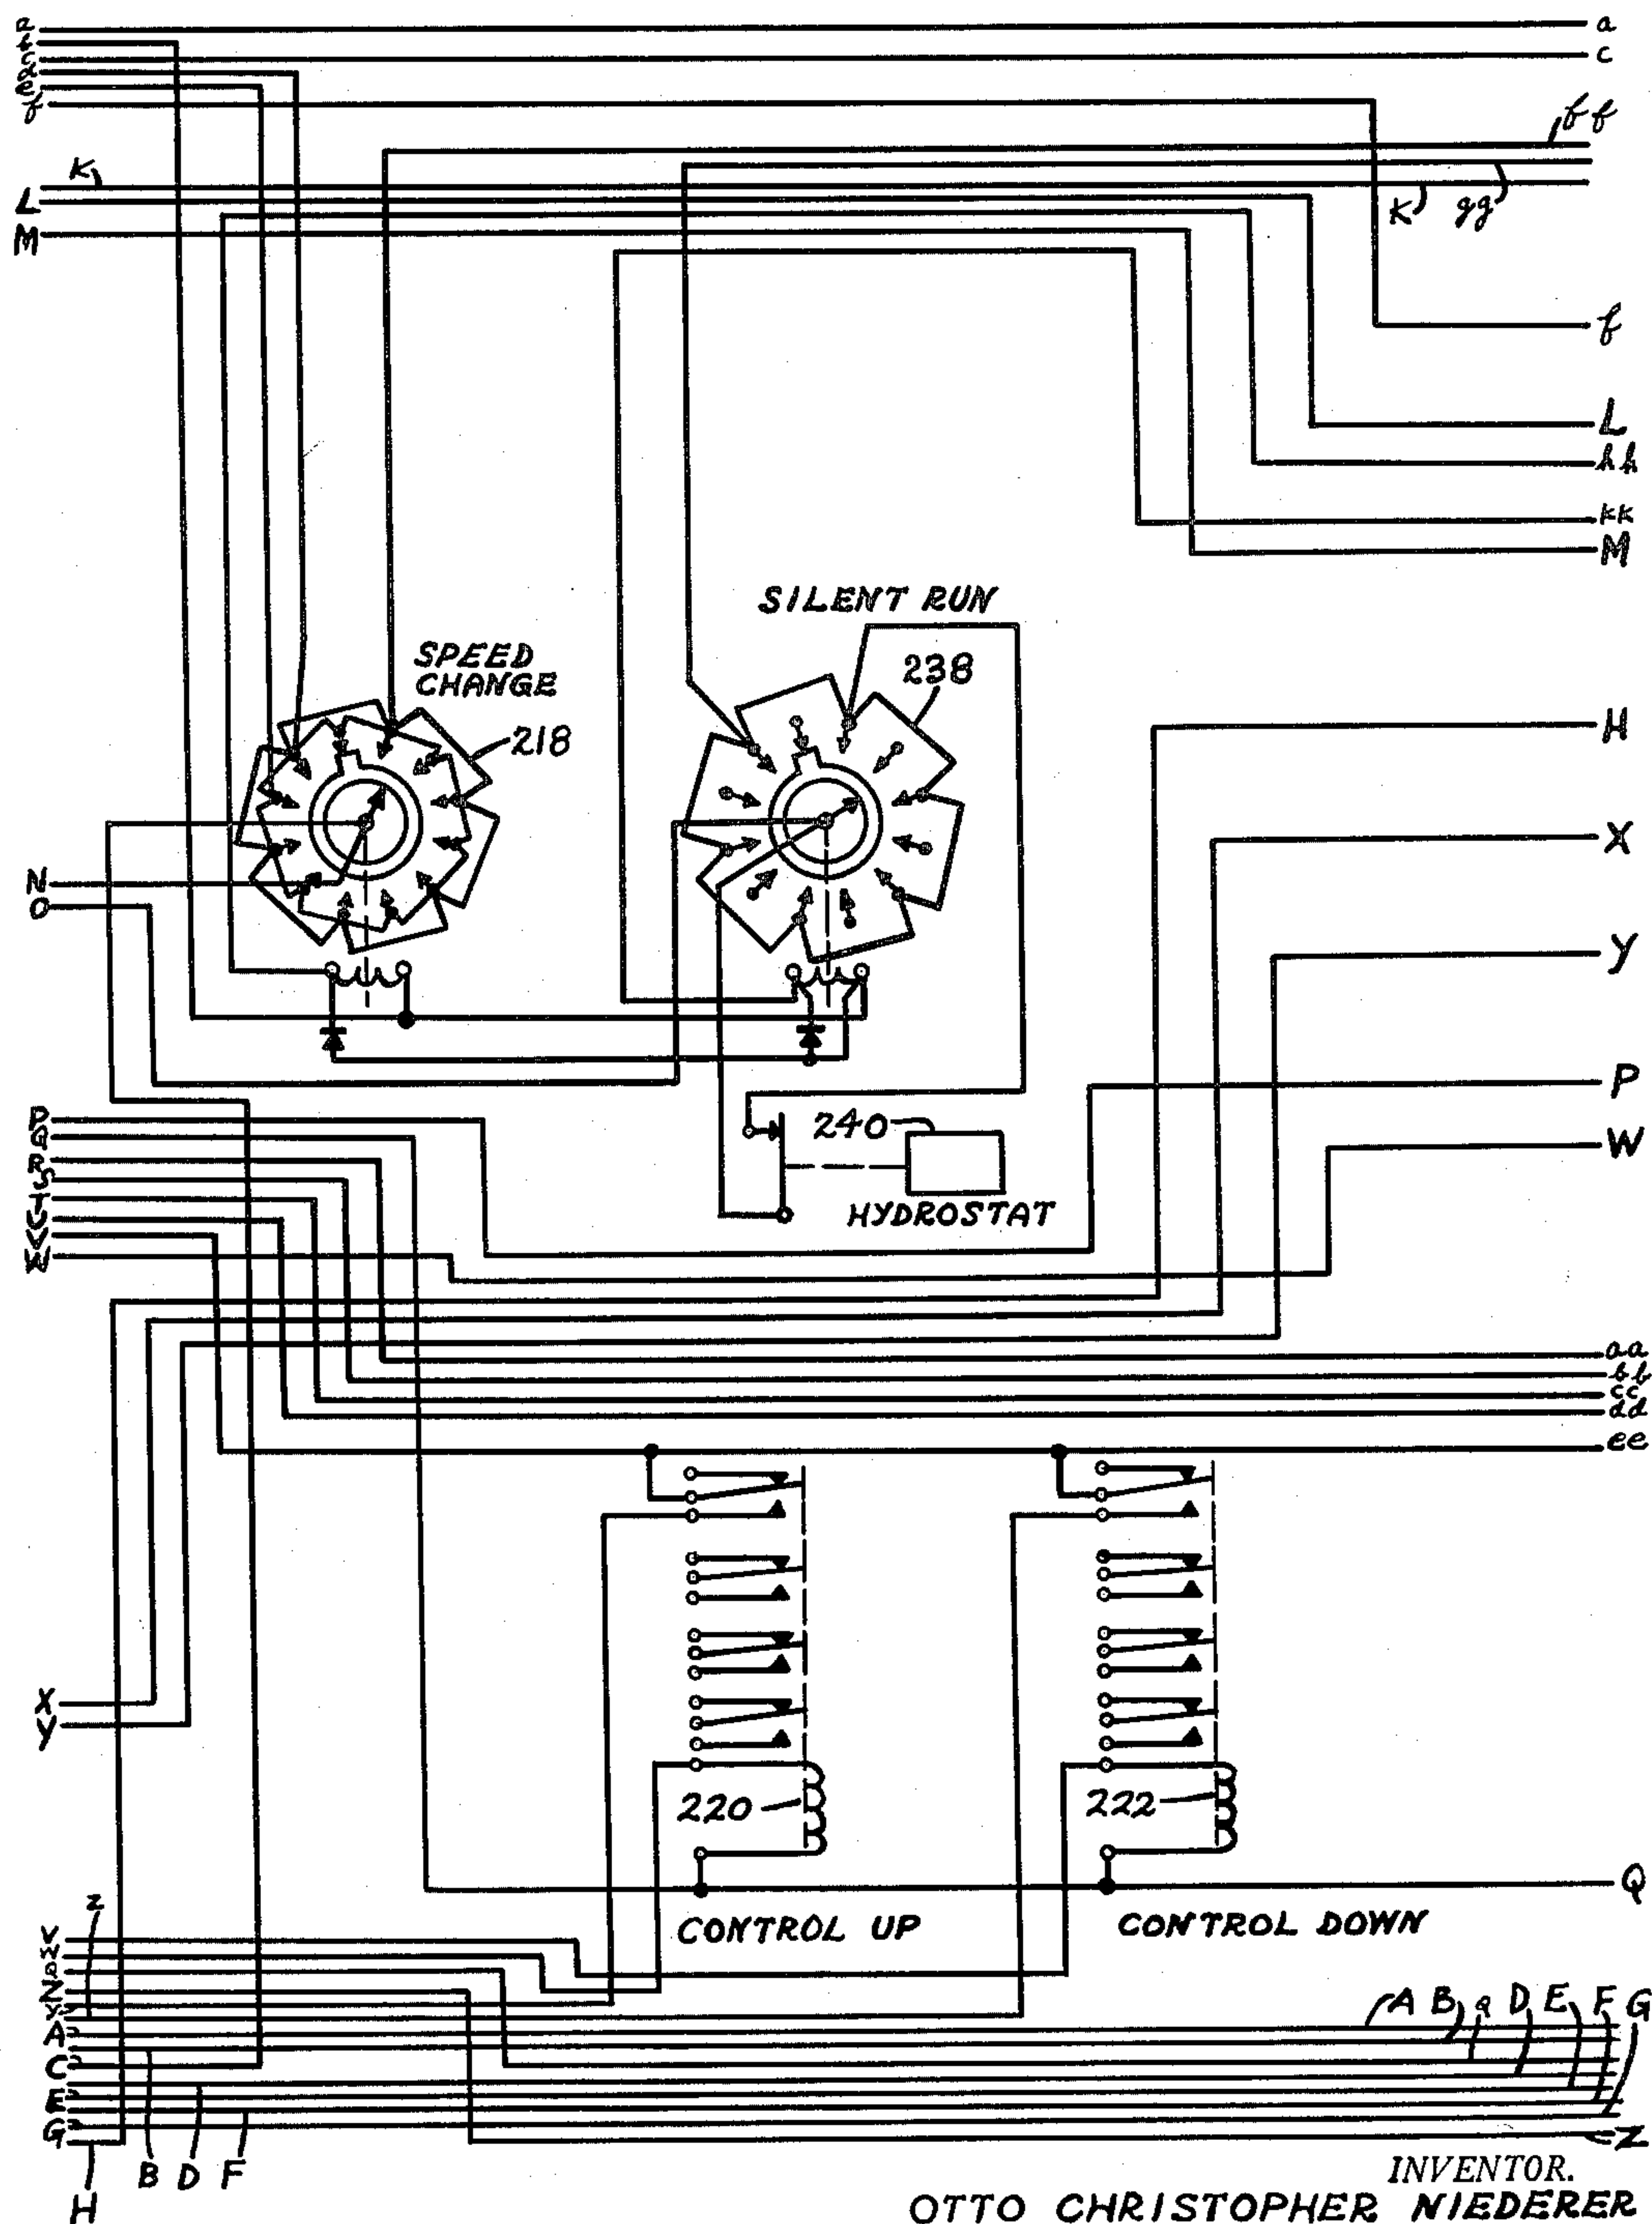 a a
b
c c
d
e
f
ff
K
L
K gg
M
f
L
hh
kk
M
SILENT RUN
SPEED
CHANGE
238
218
H
X
N
O
Y
P
P
Q
240
R
W
S
T
HYDROSTAT
U
V
W
aa
bb
cc
dd
ee
X
Y
220
222
Q
z
CONTROL UP CONTROL DOWN
V
W
Z
Y
A B a D E F G
A
C
E
G
Z
B D F
H
INVENTOR.
OTTO CHRISTOPHER NIEDERER